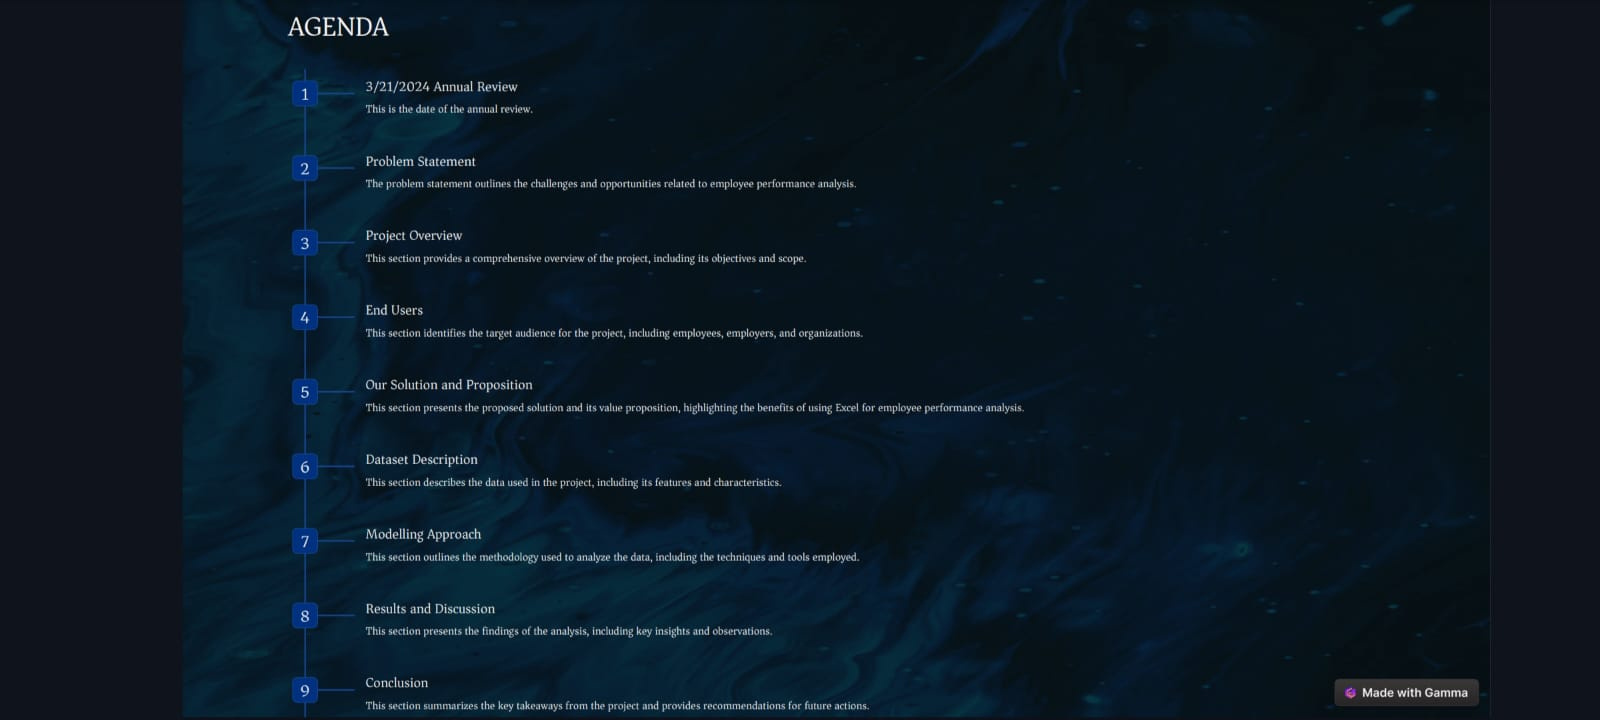 AGENDA
1
3/21/2024 Annual Review
This is the date of the annual review.
2
Problem Statement
The problem statement outlines the challenges and opportunities related to employee performance analysis.
3
Project Overview
This section provides a comprehensive overview of the project, including its objectives and scope.
4
End Users
This section identifies the target audience for the project, including employees, employers, and organizations.
5
Our Solution and Proposition
This section presents the proposed solution and its value proposition, highlighting the benefits of using Excel for employee performance analysis.
6
Dataset Description
This section describes the data used in the project, including its features and characteristics.
7
Modelling Approach
This section outlines the methodology used to analyze the data, including the techniques and tools employed.
8
Results and Discussion
This section presents the findings of the analysis, including key insights and observations.
9
Conclusion
This section summarizes the key takeaways from the project and provides recommendations for future actions.
Made with Gamma